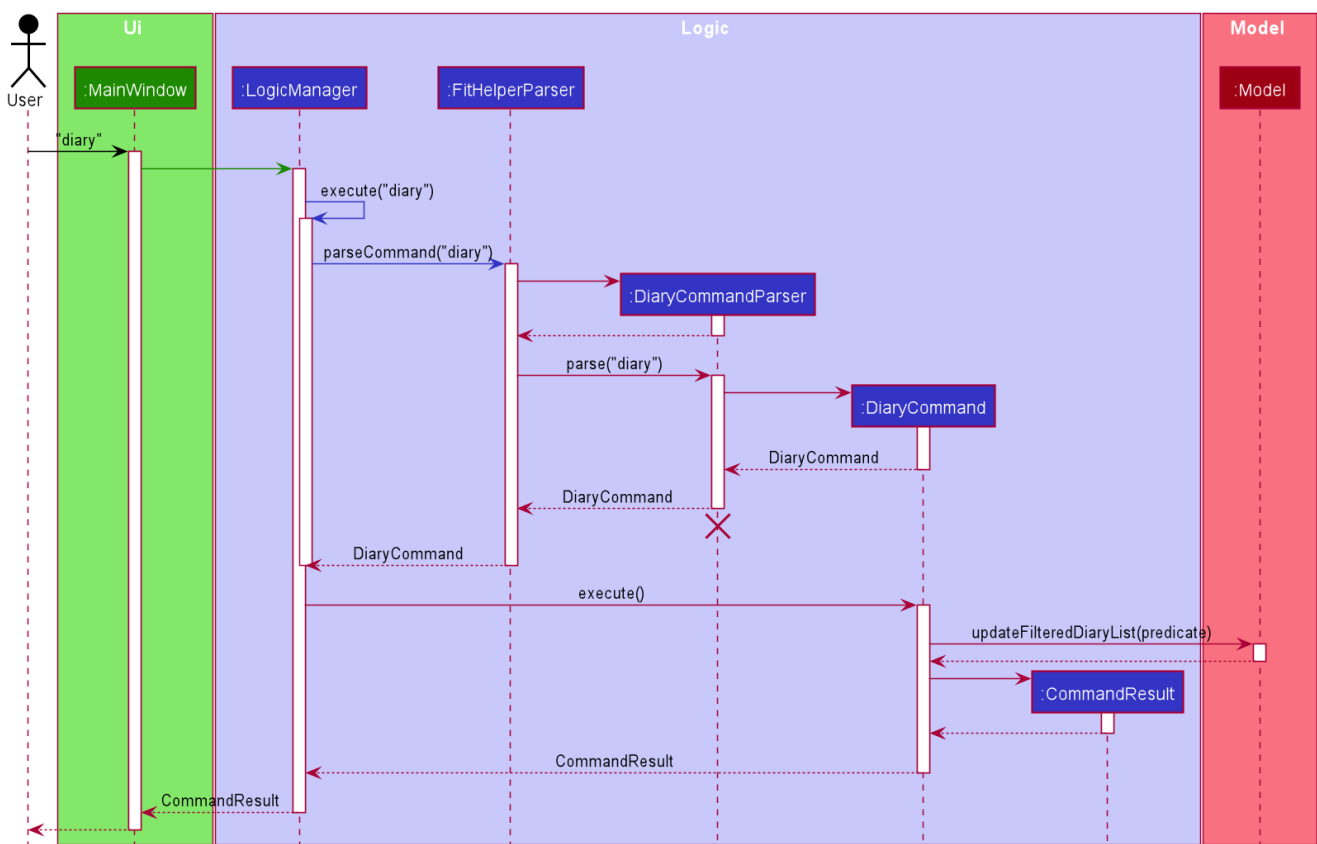 Ui
Logic
Model
:MainWindow
:LogicManager
:FitHelperParser
:Model
User
"diary"
execute("diary")
parseCommand("diary")
:DiaryCommandParser
parse("diary")
:DiaryCommand
DiaryCommand
DiaryCommand
DiaryCommand
execute()
updateFilteredDiaryList(predicate)
:CommandResult
CommandResult
CommandResult